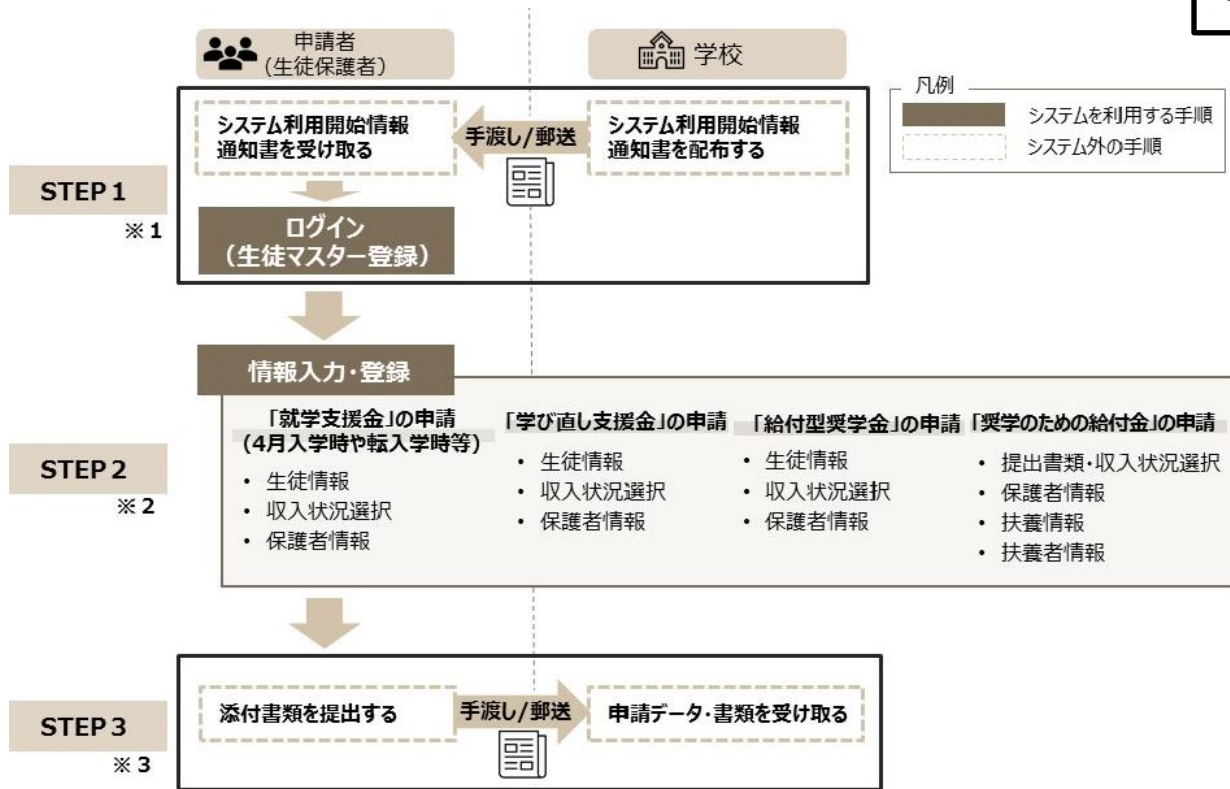 申請者
(生徒保護者)
学校
凡例
システムを利用する手順
システム外の手順
STEP 1
※1
システム利用開始情報
通知書を受け取る
手渡し/郵送
システム利用開始情報
通知書を配布する
ログイン
(生徒マスター登録)
STEP 2
※2
情報入力・登録
「就学支援金」の申請
(4月入学時や転入学時等)
• 生徒情報
• 収入状況選択
• 保護者情報
「学び直し支援金」の申請
• 生徒情報
• 収入状況選択
• 保護者情報
「給付型奨学金」の申請
• 生徒情報
• 収入状況選択
• 保護者情報
「奨学のための給付金」の申請
• 提出書類・収入状況選択
• 保護者情報
• 扶養情報
• 扶養者情報
STEP 3
※3
添付書類を提出する
手渡し/郵送
申請データ・書類を受け取る